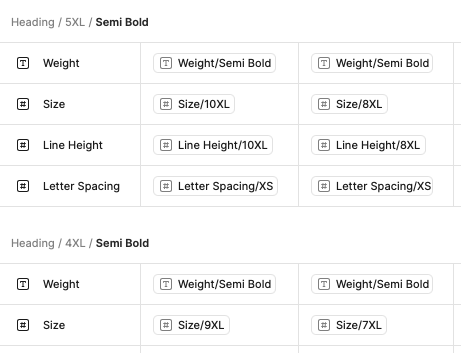 Heading / 5XL / Semi Bold
Weight Weight/Semi Bold Weight/Semi Bold
Size Size/10XL Size/8XL
Line Height Line Height/10XL Line Height/8XL
Letter Spacing Letter Spacing/XS Letter Spacing/XS
Heading / 4XL / Semi Bold
Weight Weight/Semi Bold Weight/Semi Bold
Size Size/9XL Size/7XL